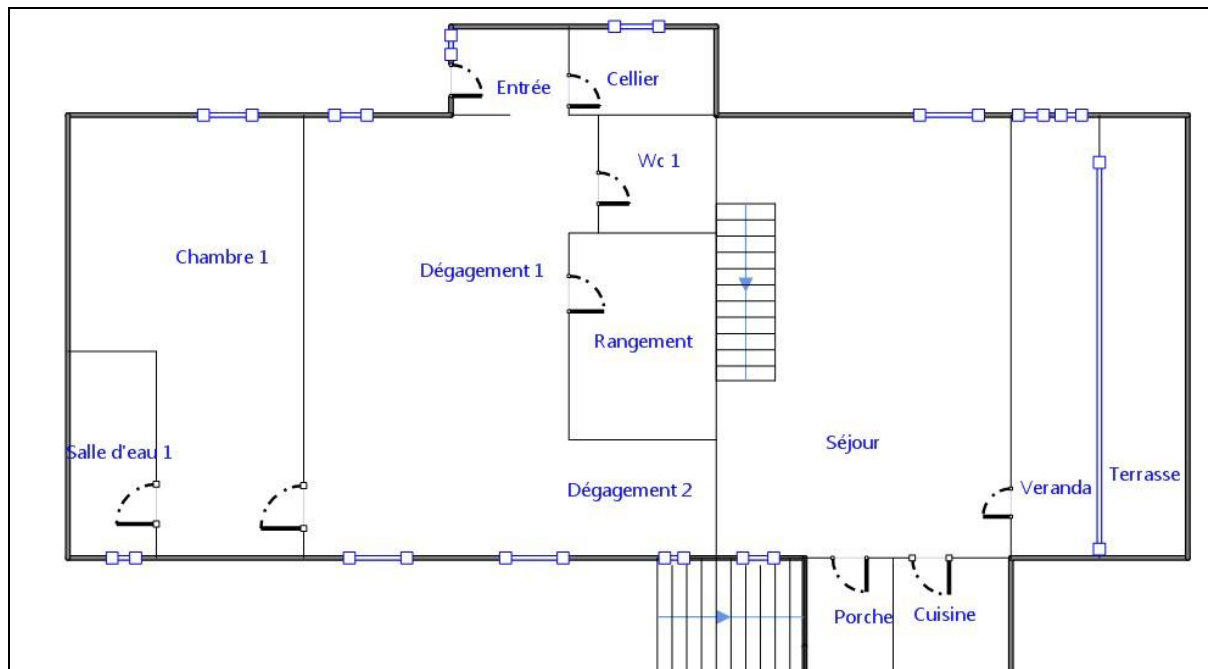 Entrée
Cellier
Wc 1
Chambre 1
Dégagement 1
Rangement
Séjour
Salle d'eau 1
Dégagement 2
Veranda
Terrasse
Porche
Cuisine